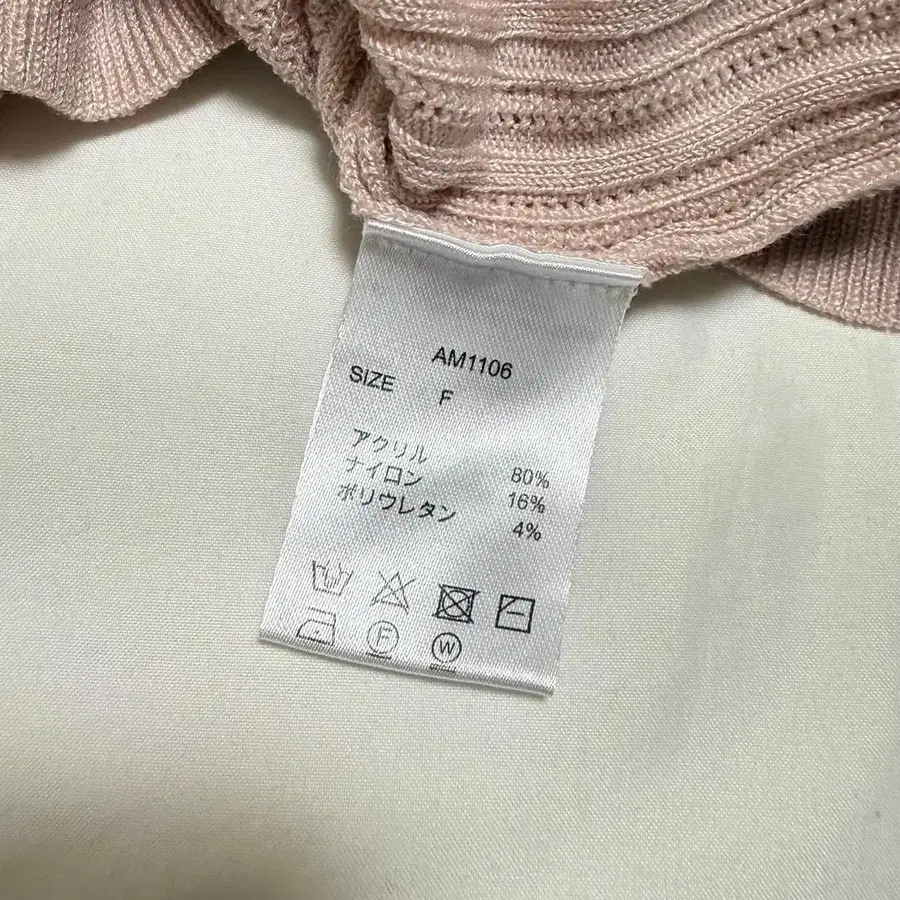 AM1106
SIZE F
アクリル 80%
ナイロン 16%
ポリウレタン 4%
F W